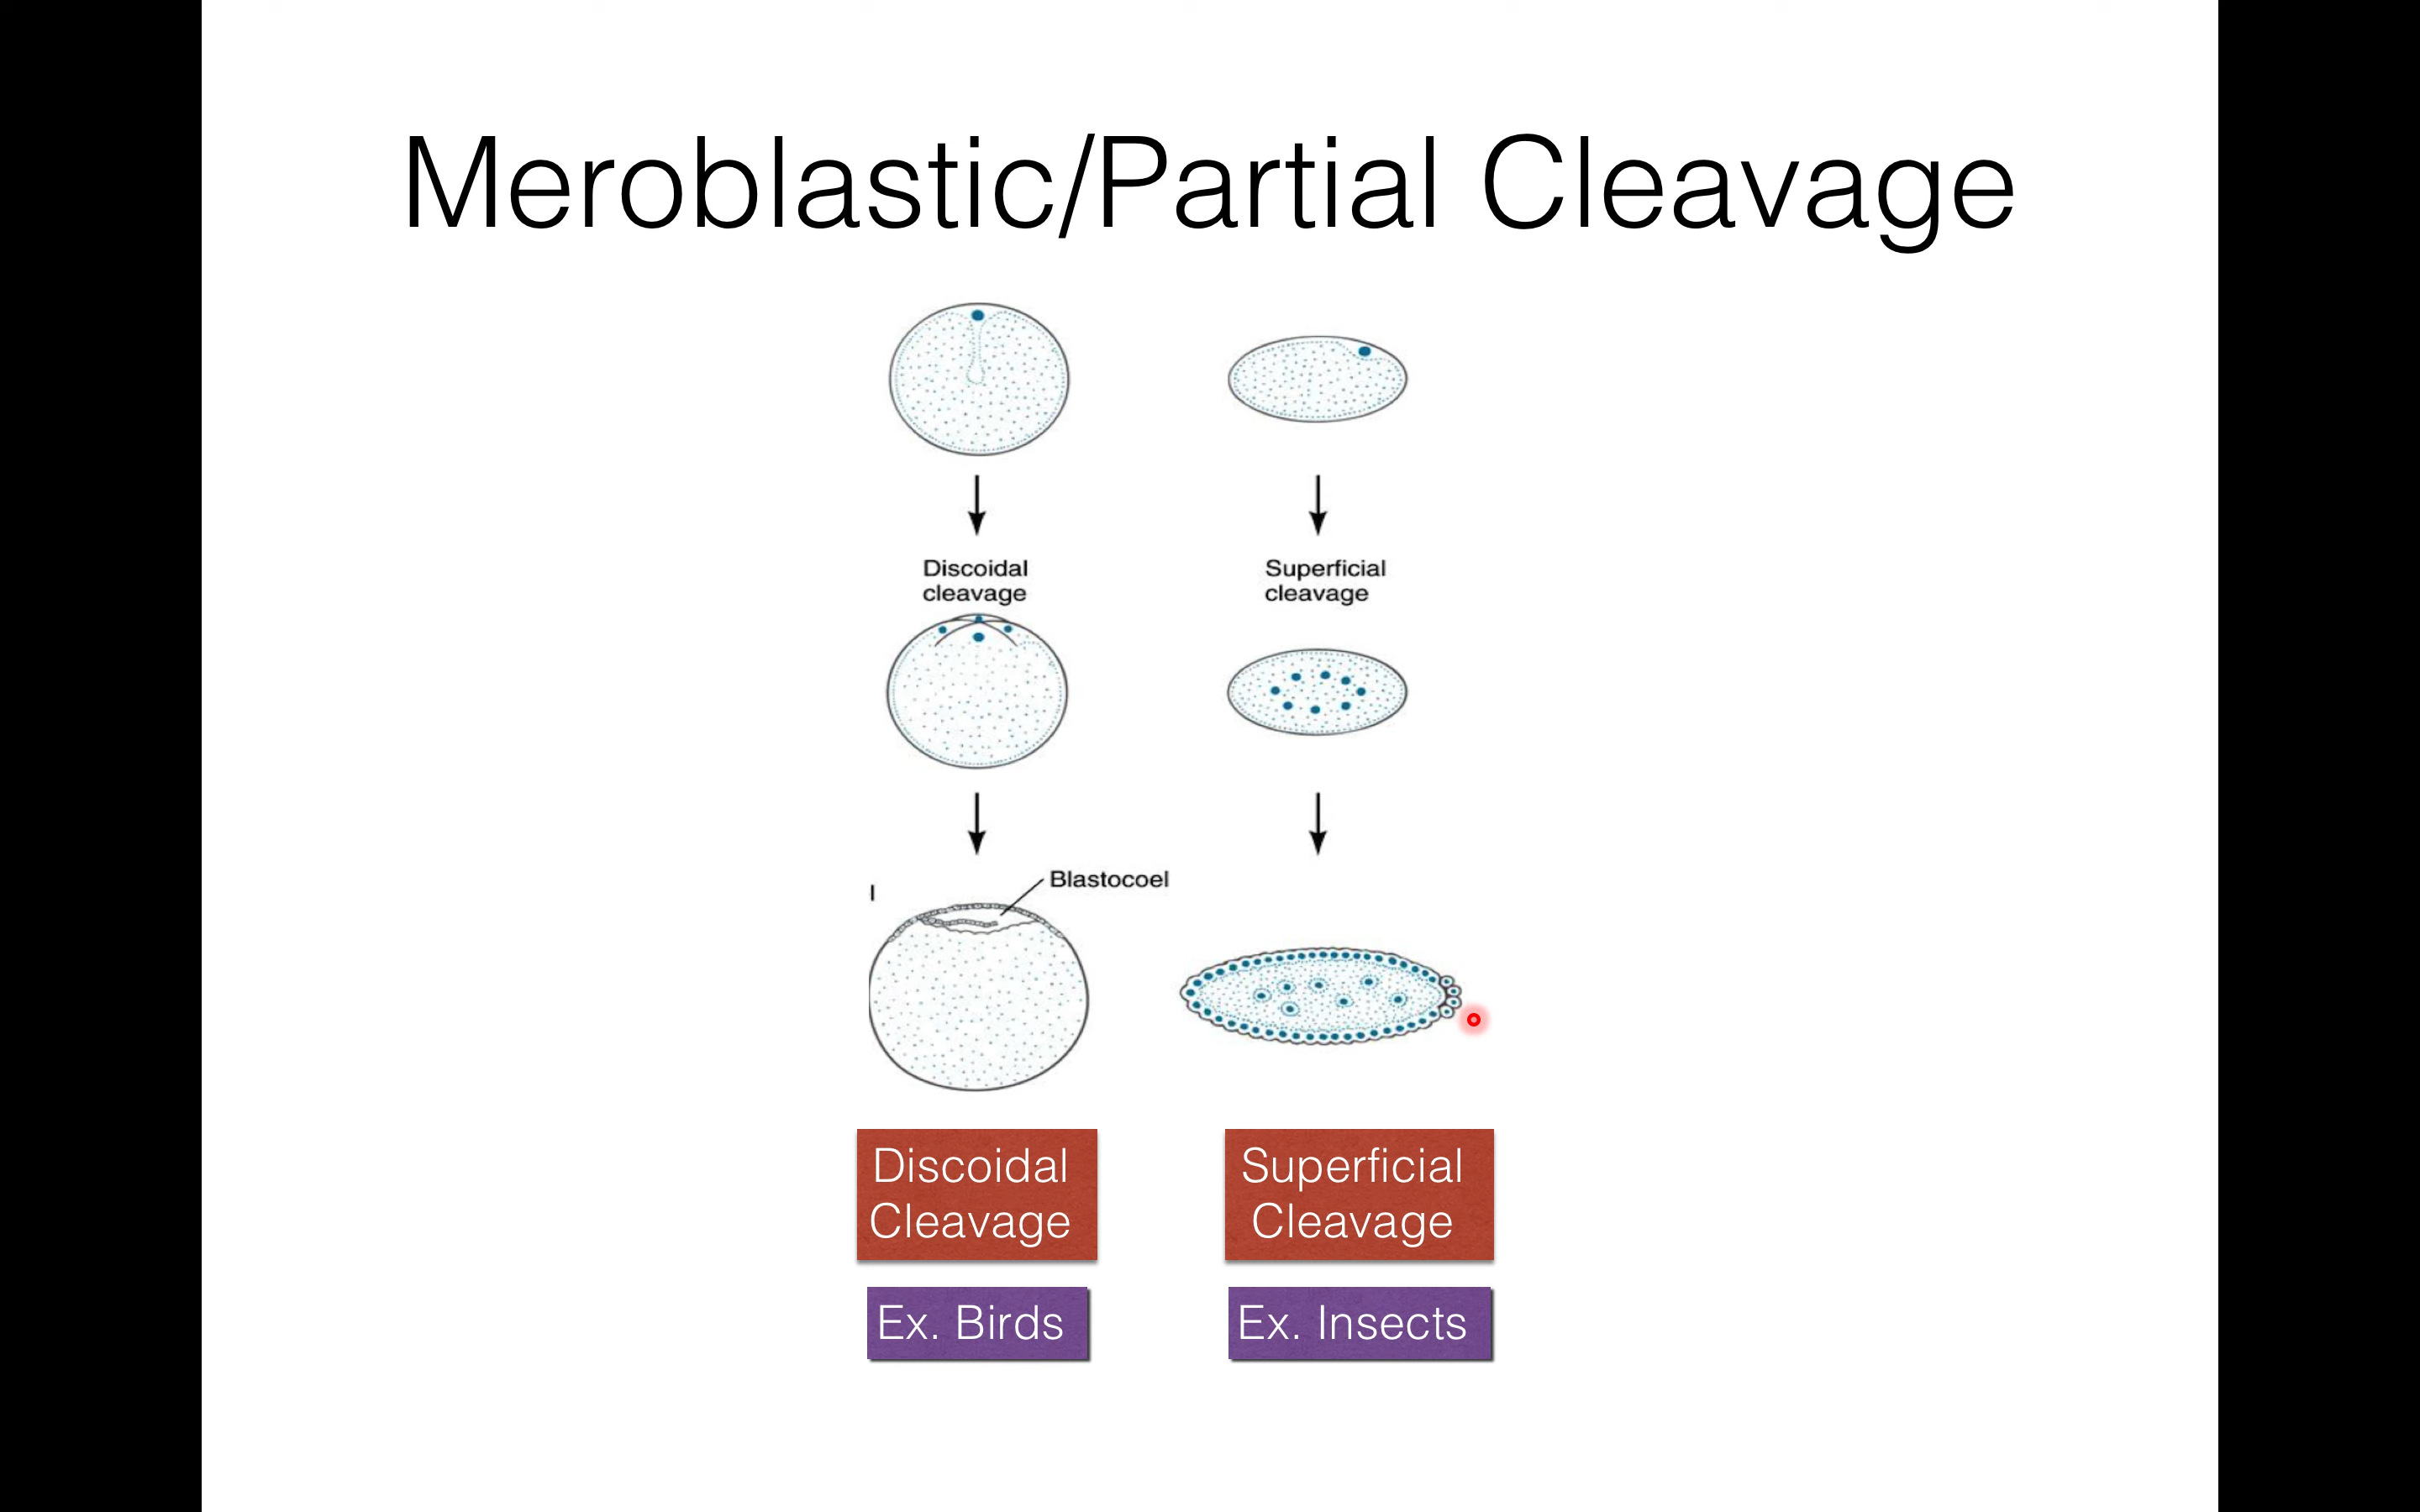 Meroblastic/Partial Cleavage
Discoidal
cleavage
Superficial
cleavage
Blastocoel
l
Discoidal
Cleavage
Superficial
Cleavage
Ex. Birds
Ex. Insects